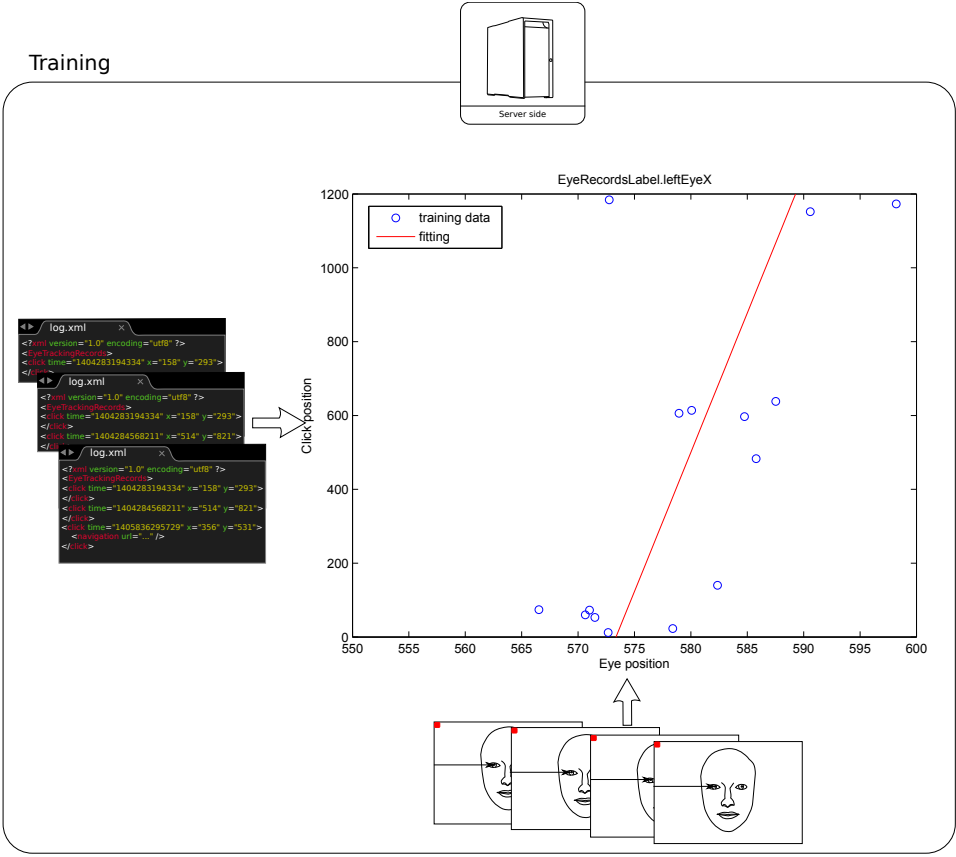 Training
Server side
EyeRecordsLabel.leftEyeX
1200
1000
800
600
400
200
0
training data
fitting
Click position
550 555 560 565 570 575 580 585 590 595 600
Eye position
log.xml ×
<?xml version="1.0" encoding="utf8" ?>
<EyeTrackingRecords>
<click time="1404283194334" x="158" y="293">
log.xml ×
<?xml version="1.0" encoding="utf8" ?>
<EyeTrackingRecords>
<click time="1404283194334" x="158" y="293">
</click>
<click time="1404284568211" x="514" y="821">
log.xml ×
<?xml version="1.0" encoding="utf8" ?>
<EyeTrackingRecords>
<click time="1404283194334" x="158" y="293">
</click>
<click time="1404284568211" x="514" y="821">
</click>
<click time="1405836295729" x="356" y="531">
<navigation url="..." />
</click>